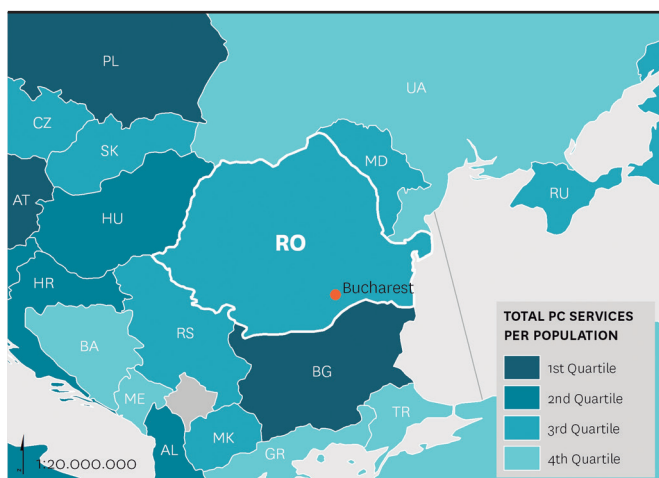 PL
UA
CZ
SK
MD
AT
HU
RU
RO
HR
Bucharest
BA
RS
BG
ME
TR
AL
MK
GR
1:20.000.000
TOTAL PC SERVICES
PER POPULATION
1st Quartile
2nd Quartile
3rd Quartile
4th Quartile